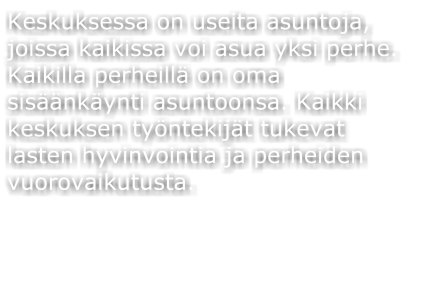 Keskuksessa on useita asuntoja,
joissa kaikissa voi asua yksi perhe.
Kaikilla perheillä on oma
sisäänkäynti asuntoonsa. Kaikki
keskuksen työntekijät tukevat
lasten hyvinvointia ja perheiden
vuorovaikutusta.